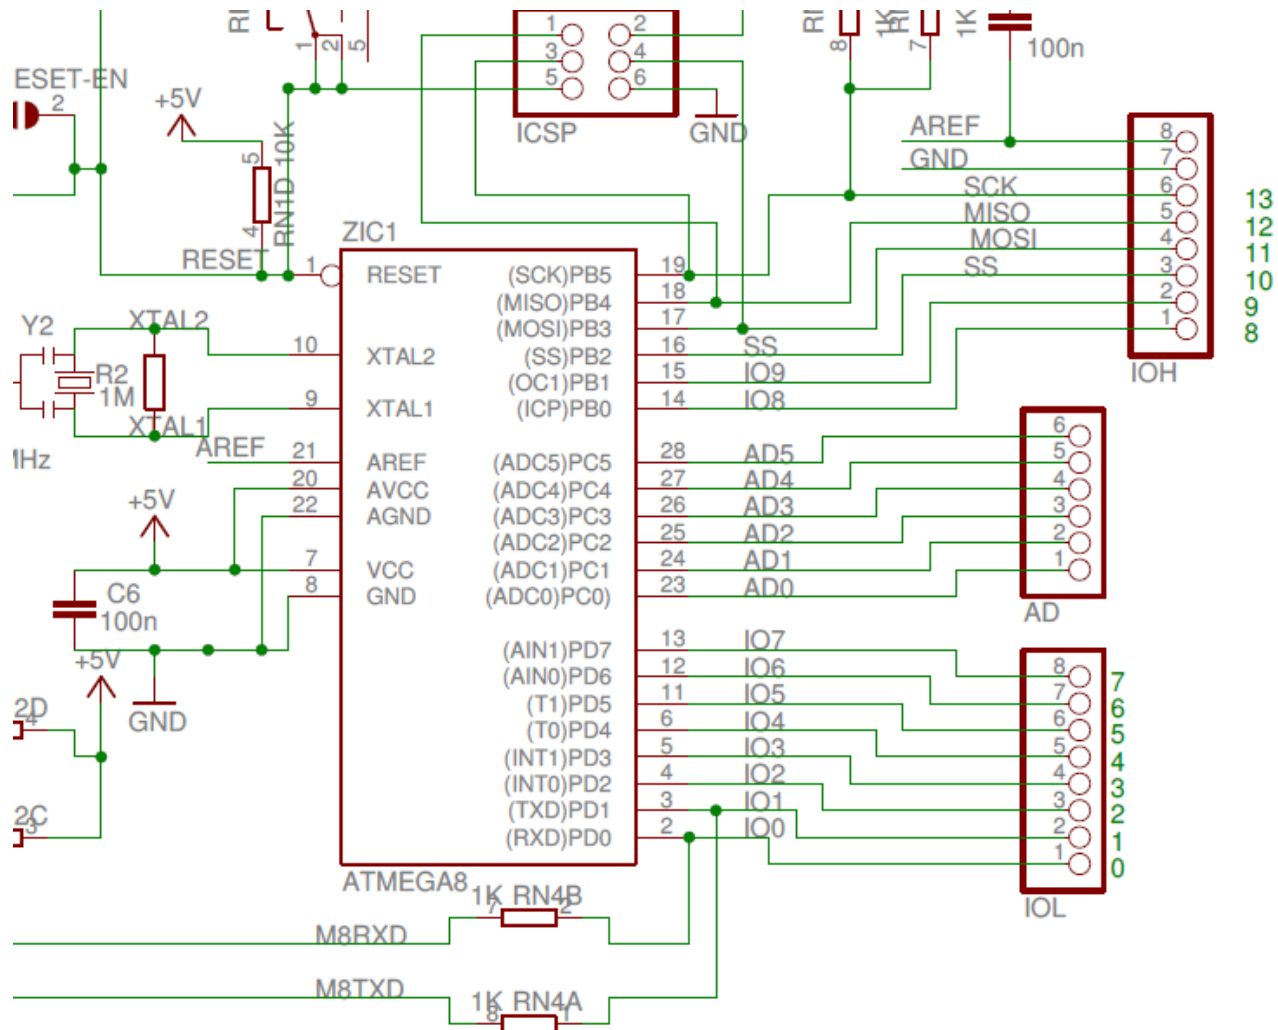 1 2 5
1 2
3 4
5 6
ICSP
GND
8
1K
7
1K
100n
ESET-EN
2
+5V
5
4
RN1D 10K
RESET
AREF
GND
SCK
MISO
MOSI
SS
8
7
6 13
5 12
4 11
3 10
2 9
1 8
IOH
ZIC1
1 RESET
10 XTAL2
9 XTAL1
21 AREF
20 AVCC
22 AGND
7 VCC
8 GND
(SCK)PB5 19
(MISO)PB4 18
(MOSI)PB3 17
(SS)PB2 16 SS
(OC1)PB1 15 IO9
(ICP)PB0 14 IO8
(ADC5)PC5 28 AD5
(ADC4)PC4 27 AD4
(ADC3)PC3 26 AD3
(ADC2)PC2 25 AD2
(ADC1)PC1 24 AD1
(ADC0)PC0) 23 AD0
(AIN1)PD7 13 IO7
(AIN0)PD6 12 IO6
(T1)PD5 11 IO5
(T0)PD4 6 IO4
(INT1)PD3 5 IO3
(INT0)PD2 4 IO2
(TXD)PD1 3 IO1
(RXD)PD0 2 IO0
ATMEGA8
Y2
XTAL2
R2
1M
XTAL1
AREF
MHz
+5V
C6
100n
+5V
GND
2D
4
2C
3
6
5
4
3
2
1
AD
8 7
7 6
6 5
5 4
4 3
3 2
2 1
1 0
IOL
1K RN4B
7 2
M8RXD
M8TXD
1K RN4A
8 1